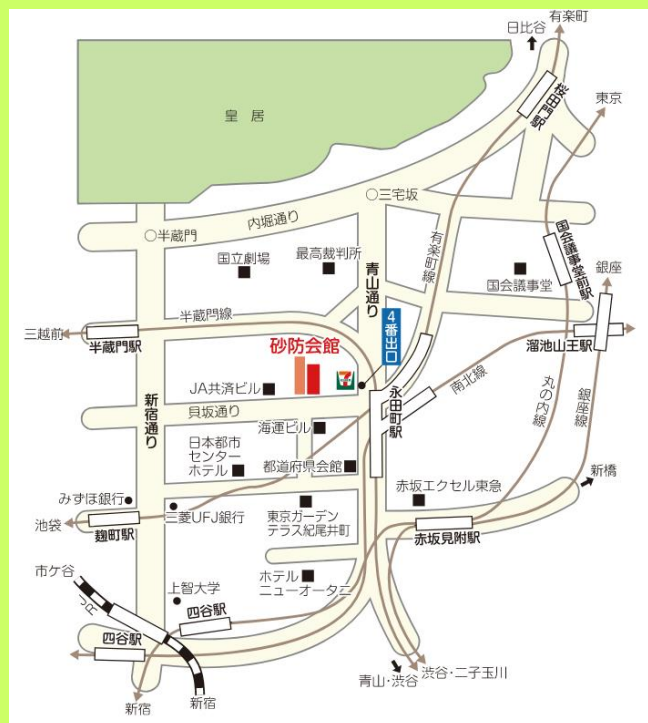 有楽町
日比谷
桜田門駅
東京
皇 居
○三宅坂
内堀通り
○半蔵門
国立劇場
最高裁判所
青山通り
有楽町線
国会議事堂前駅
国会議事堂
銀座
半蔵門線
三越前
半蔵門駅
4番出口
溜池山王駅
砂防会館
JA共済ビル
永田町駅
南北線
丸の内線
銀座線
新宿通り
貝坂通り
海運ビル
日本都市
センター
ホテル
都道府県会館
新橋
みずほ銀行
三菱UFJ銀行
東京ガーデン
テラス紀尾井町
赤坂エクセル東急
池袋
麹町駅
赤坂見附駅
市ケ谷
JR
上智大学
ホテル
ニューオータニ
四谷駅
四谷駅
渋谷・二子玉川
青山・渋谷
新宿
新宿